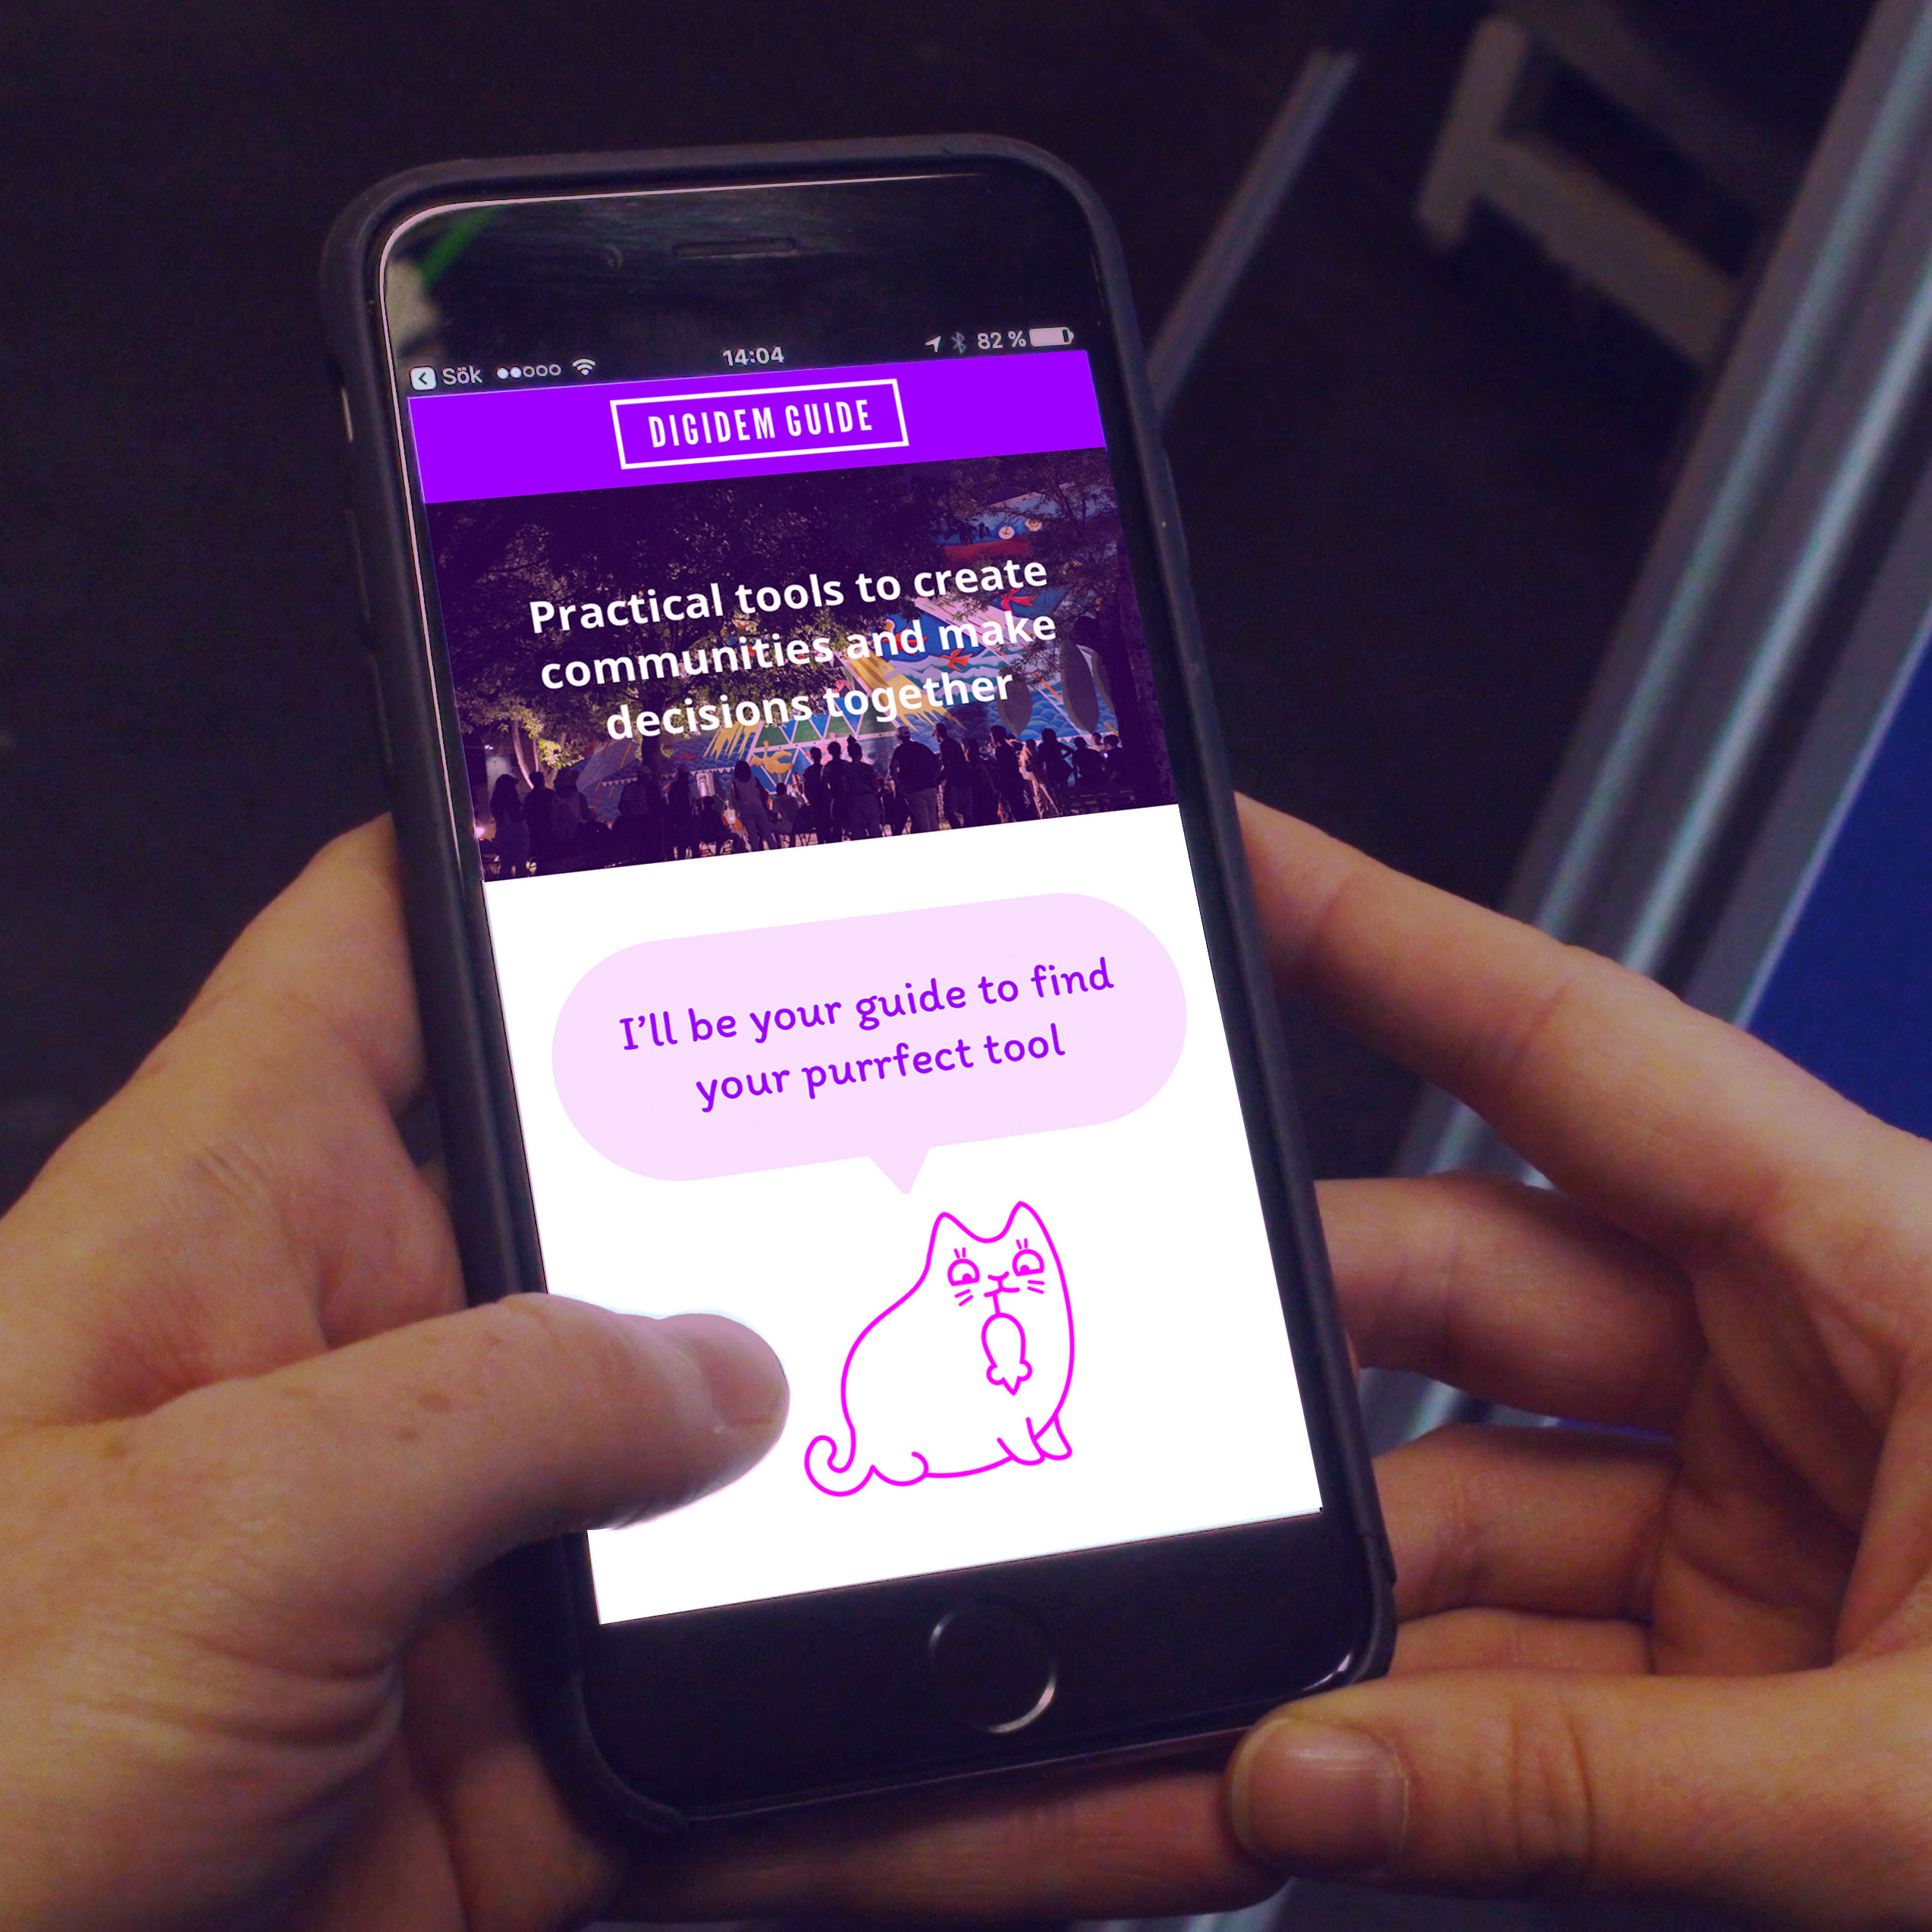 Sök 14:04 82 %
DIGIDEM GUIDE
Practical tools to create
communities and make
decisions together
I'll be your guide to find
your purrfect tool